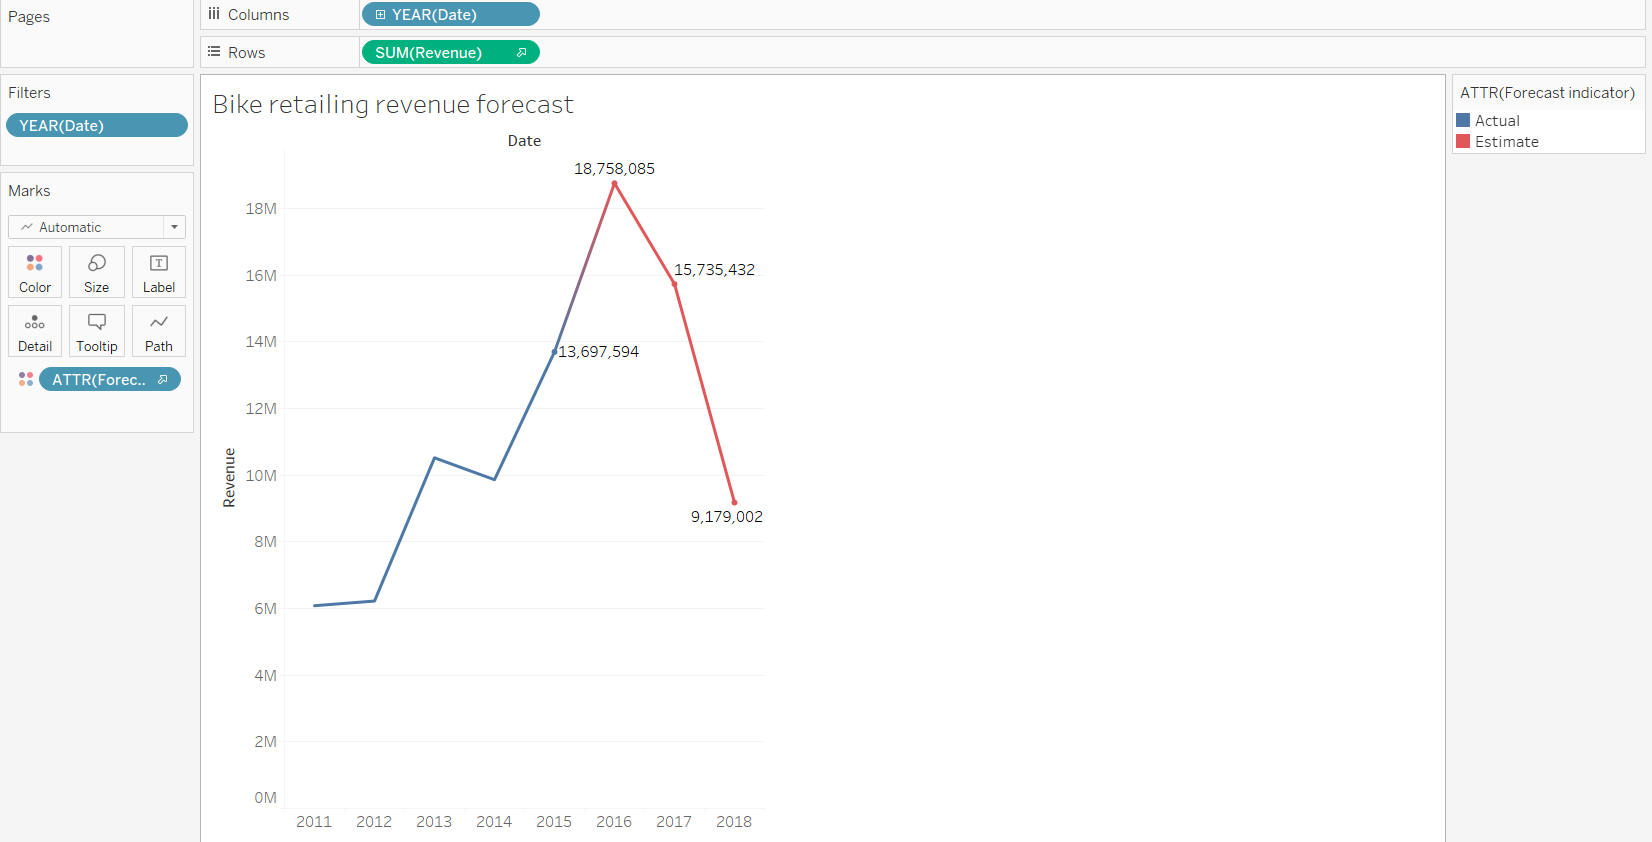 Pages
Columns
YEAR(Date)
Rows
SUM(Revenue)
Filters
YEAR(Date)
Marks
Automatic
Color
Size
T
Label
Detail
Tooltip
Path
ATTR(Forec..
Bike retailing revenue forecast
Date
18,758,085
18M
15,735,432
16M
14M
13,697,594
12M
Revenue
10M
9,179,002
8M
6M
4M
2M
0M
2011 2012 2013 2014 2015 2016 2017 2018
ATTR(Forecast indicator)
Actual
Estimate